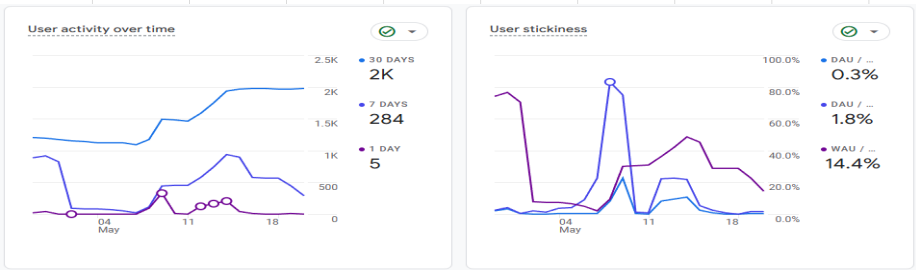 User activity over time
2.5K
2K
1.5K
1K
500
0
04
May
11
18
30 DAYS
2K
7 DAYS
284
1 DAY
5
User stickiness
100.0%
80.0%
60.0%
40.0%
20.0%
0.0%
04
May
11
18
DAU / ...
0.3%
DAU / ...
1.8%
WAU / ...
14.4%